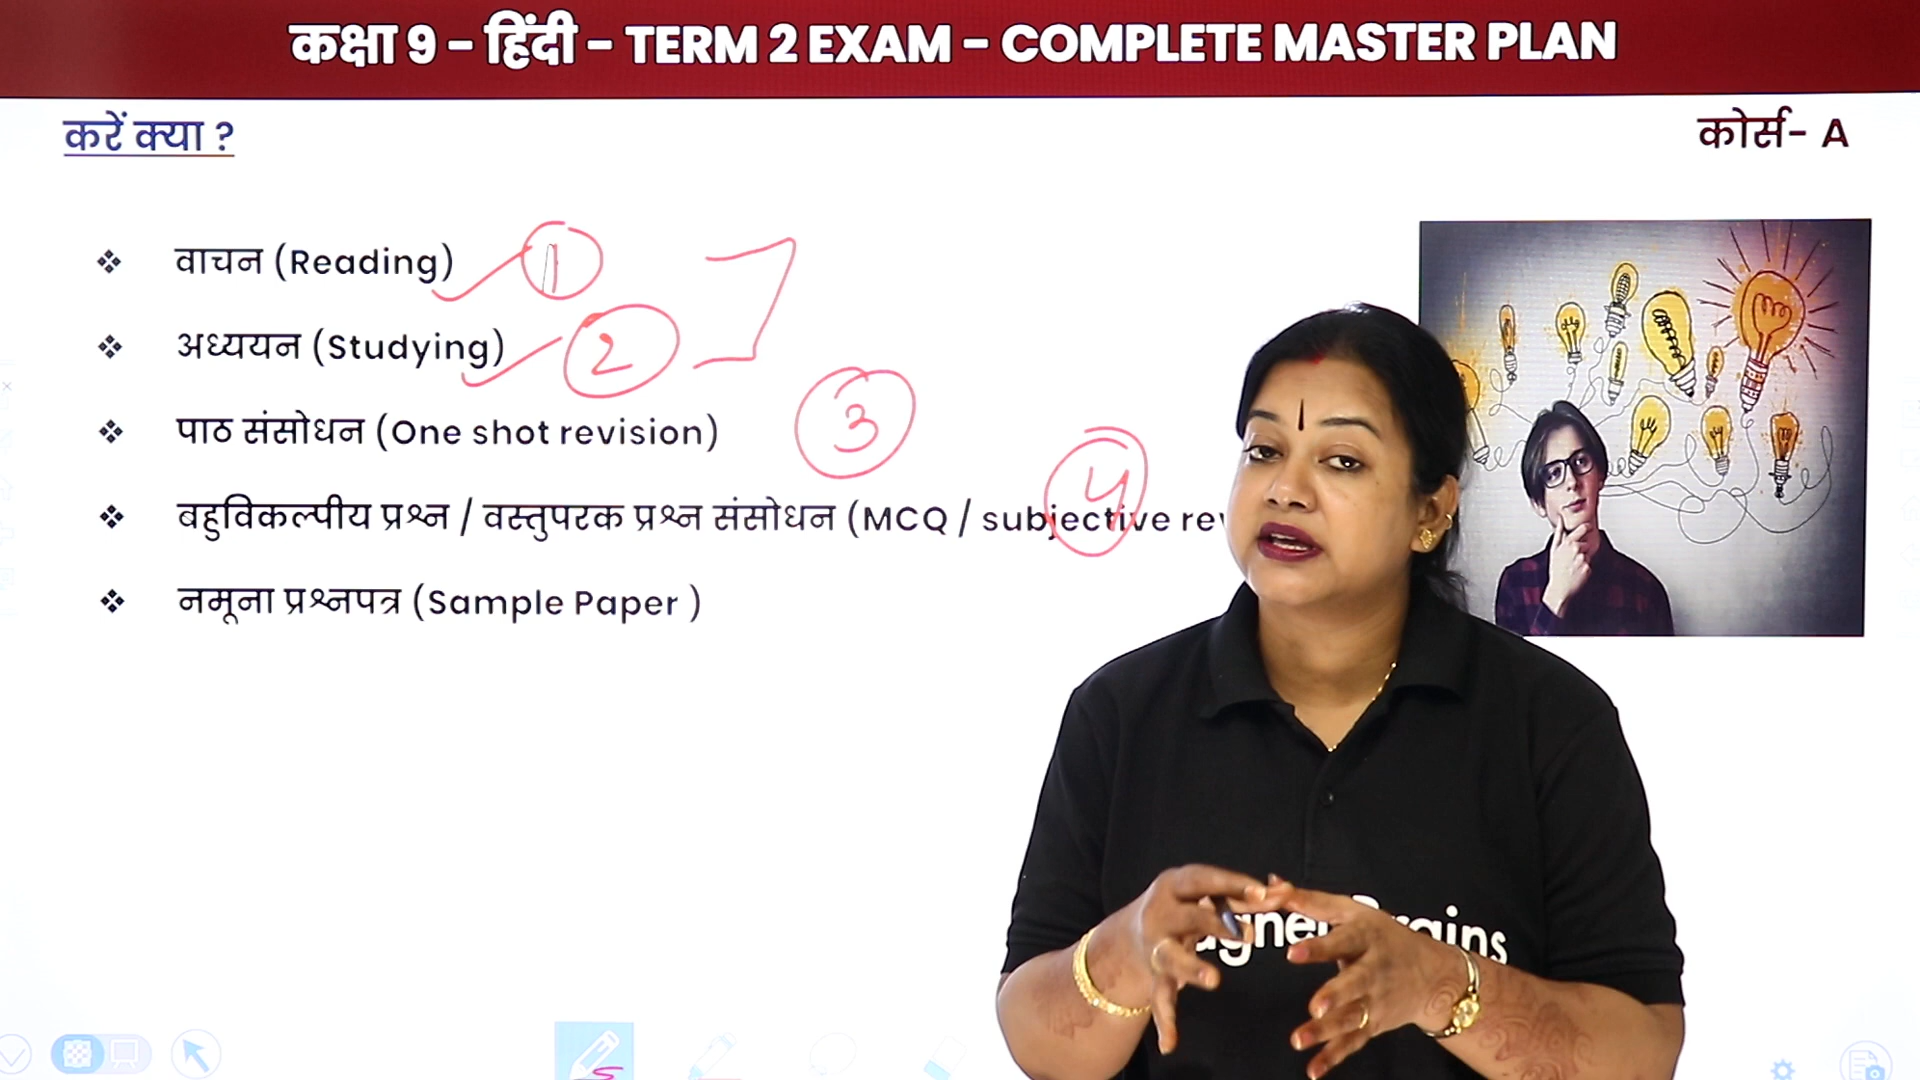 कक्षा 9 - हिंदी - TERM 2 EXAM - COMPLETE MASTER PLAN
करें क्या ?
कोर्स- A
वाचन (Reading) 1
अध्ययन (Studying) 2
पाठ संसोधन (One shot revision) 3
बहुविकल्पीय प्रश्न / वस्तुपरक प्रश्न संसोधन (MCQ / subjective 4
नमूना प्रश्नपत्र (Sample Paper )